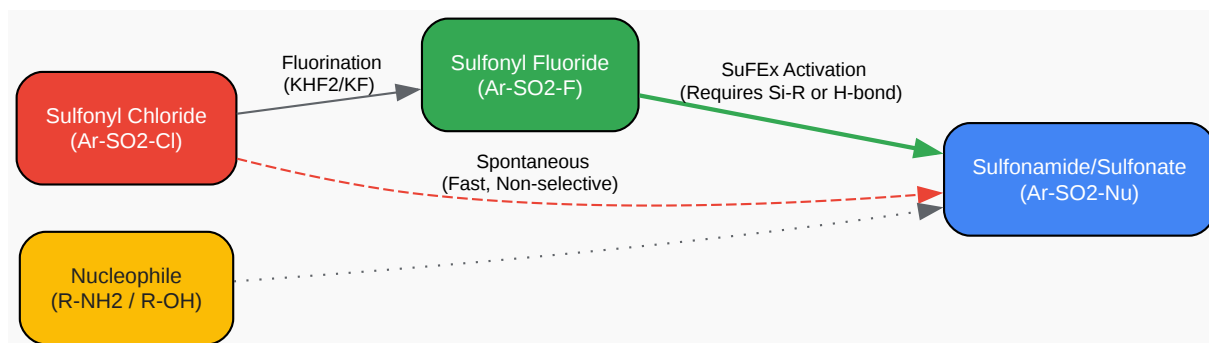 Sulfonyl Chloride
(Ar-SO2-Cl)
Fluorination
(KHF2/KF)
Sulfonyl Fluoride
(Ar-SO2-F)
SuFEx Activation
(Requires Si-R or H-bond)
Spontaneous
(Fast, Non-selective)
Sulfonamide/Sulfonate
(Ar-SO2-Nu)
Nucleophile
(R-NH2 / R-OH)